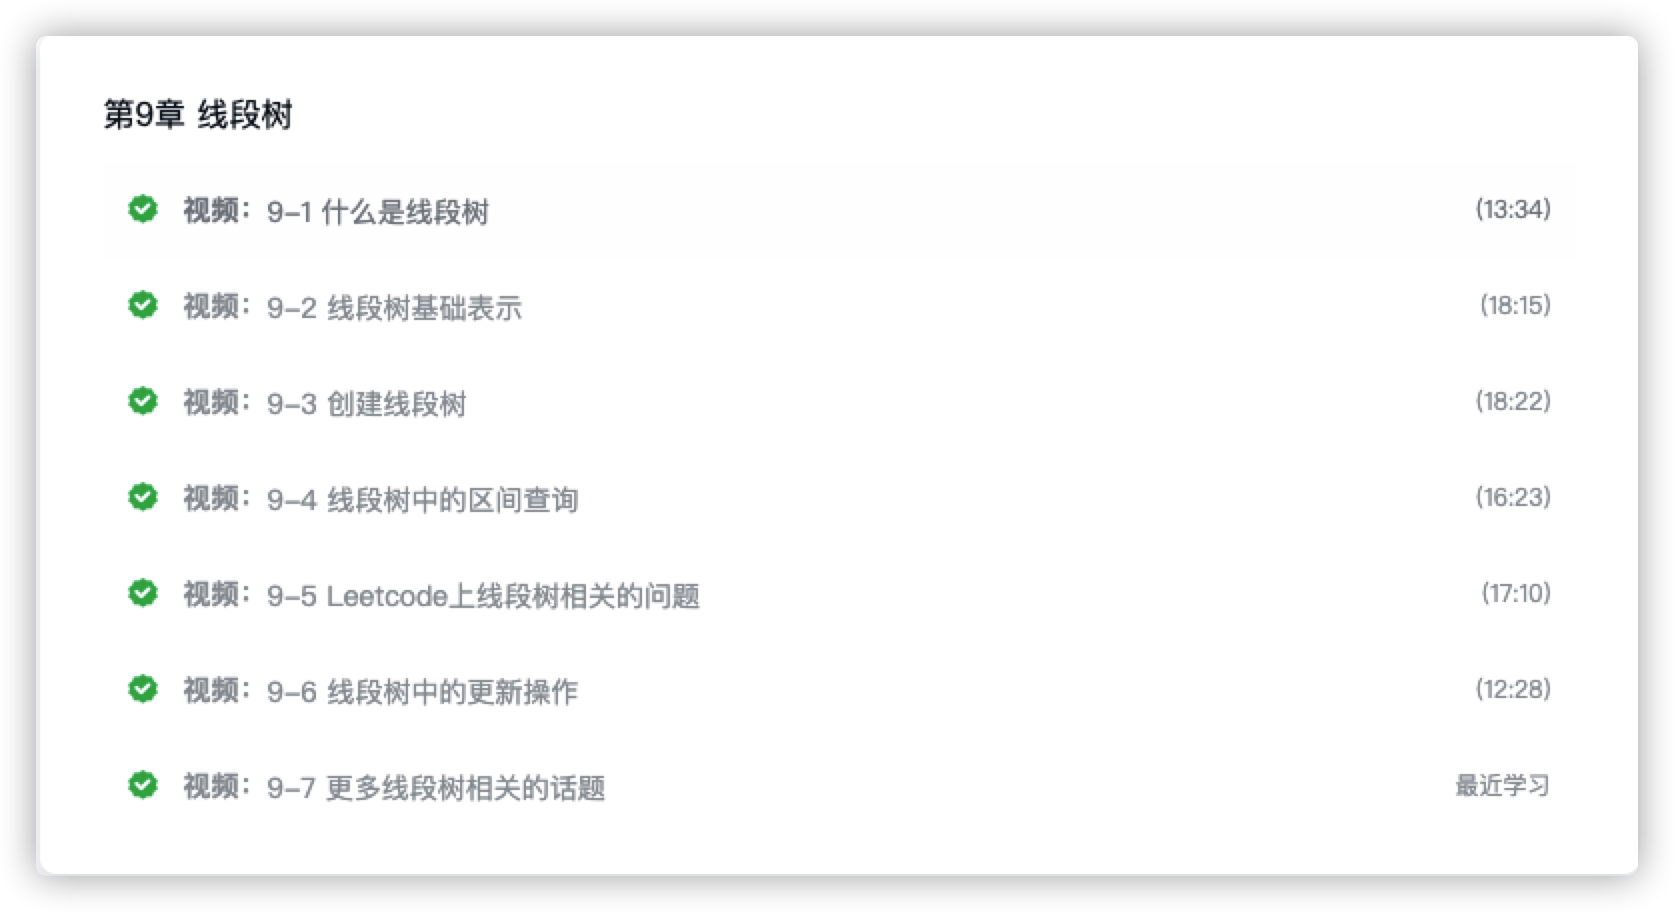 第9章 线段树
视频： 9-1 什么是线段树 (13:34)
视频： 9-2 线段树基础表示 (18:15)
视频： 9-3 创建线段树 (18:22)
视频： 9-4 线段树中的区间查询 (16:23)
视频： 9-5 Leetcode上线段树相关的问题 (17:10)
视频： 9-6 线段树中的更新操作 (12:28)
视频： 9-7 更多线段树相关的话题 最近学习